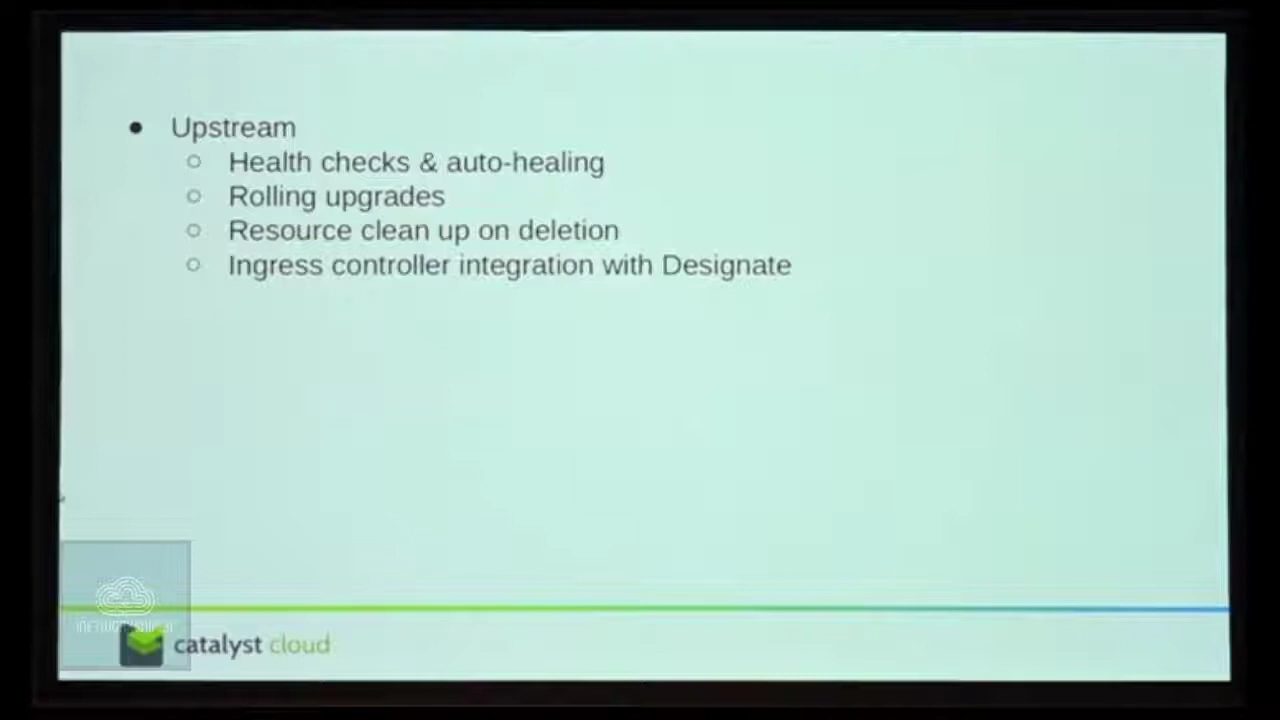 ● Upstream
○ Health checks & auto-healing
○ Rolling upgrades
○ Resource clean up on deletion
○ Ingress controller integration with Designate
catalyst cloud